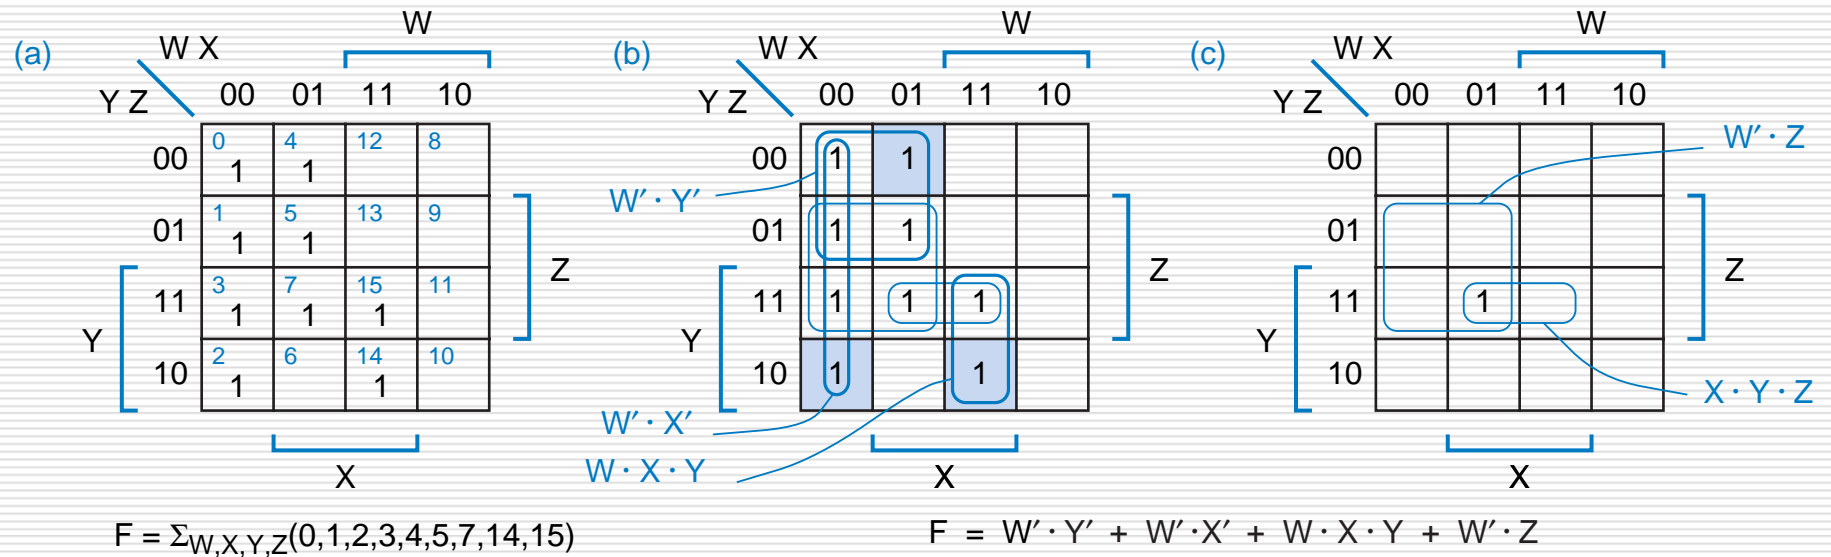 (a)
W X
W
Y Z
00 01 11 10
00
0 4 12 8
1 1
01
1 5 13 9
1 1
11
3 7 15 11
1 1 1
10
2 6 14 10
1 1
Y
Z
X
F = Σ_{W,X,Y,Z}(0,1,2,3,4,5,7,14,15)
(b)
W X
W
Y Z
00 01 11 10
00 1 1
W′ · Y′
01 1 1
11 1 1 1
10 1 1
Y
Z
W′ · X′
W · X · Y
X
(c)
W X
W
Y Z
00 01 11 10
W′ · Z
00
01
11 1
10
Y
Z
X · Y · Z
X
F = W′ · Y′ + W′ · X′ + W · X · Y + W′ · Z